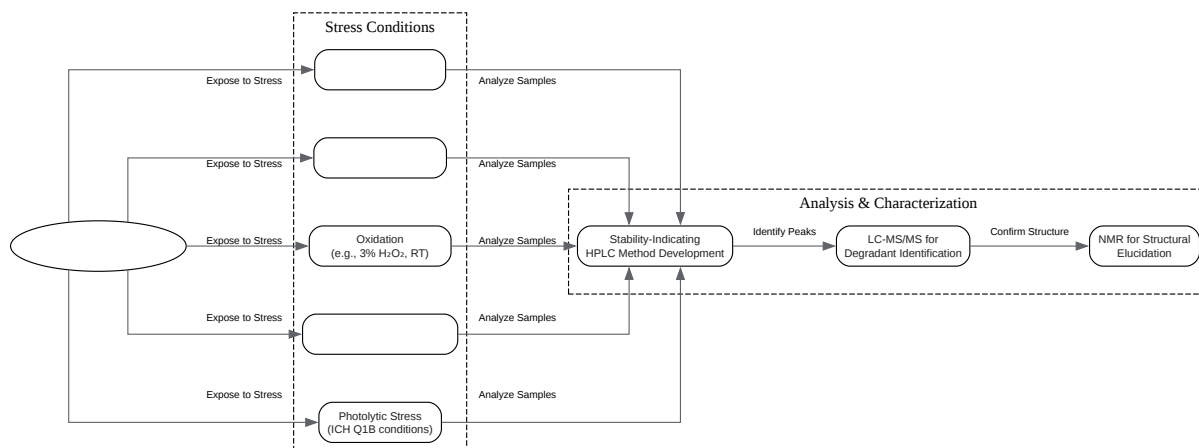 Stress Conditions
Expose to Stress
Analyze Samples
Expose to Stress
Analyze Samples
Analysis & Characterization
Expose to Stress
Oxidation
(e.g., 3% H₂O₂, RT)
Analyze Samples
Stability-Indicating
HPLC Method Development
Identify Peaks
LC-MS/MS for
Degradant Identification
Confirm Structure
NMR for Structural
Elucidation
Expose to Stress
Analyze Samples
Expose to Stress
Photolytic Stress
(ICH Q1B conditions)
Analyze Samples